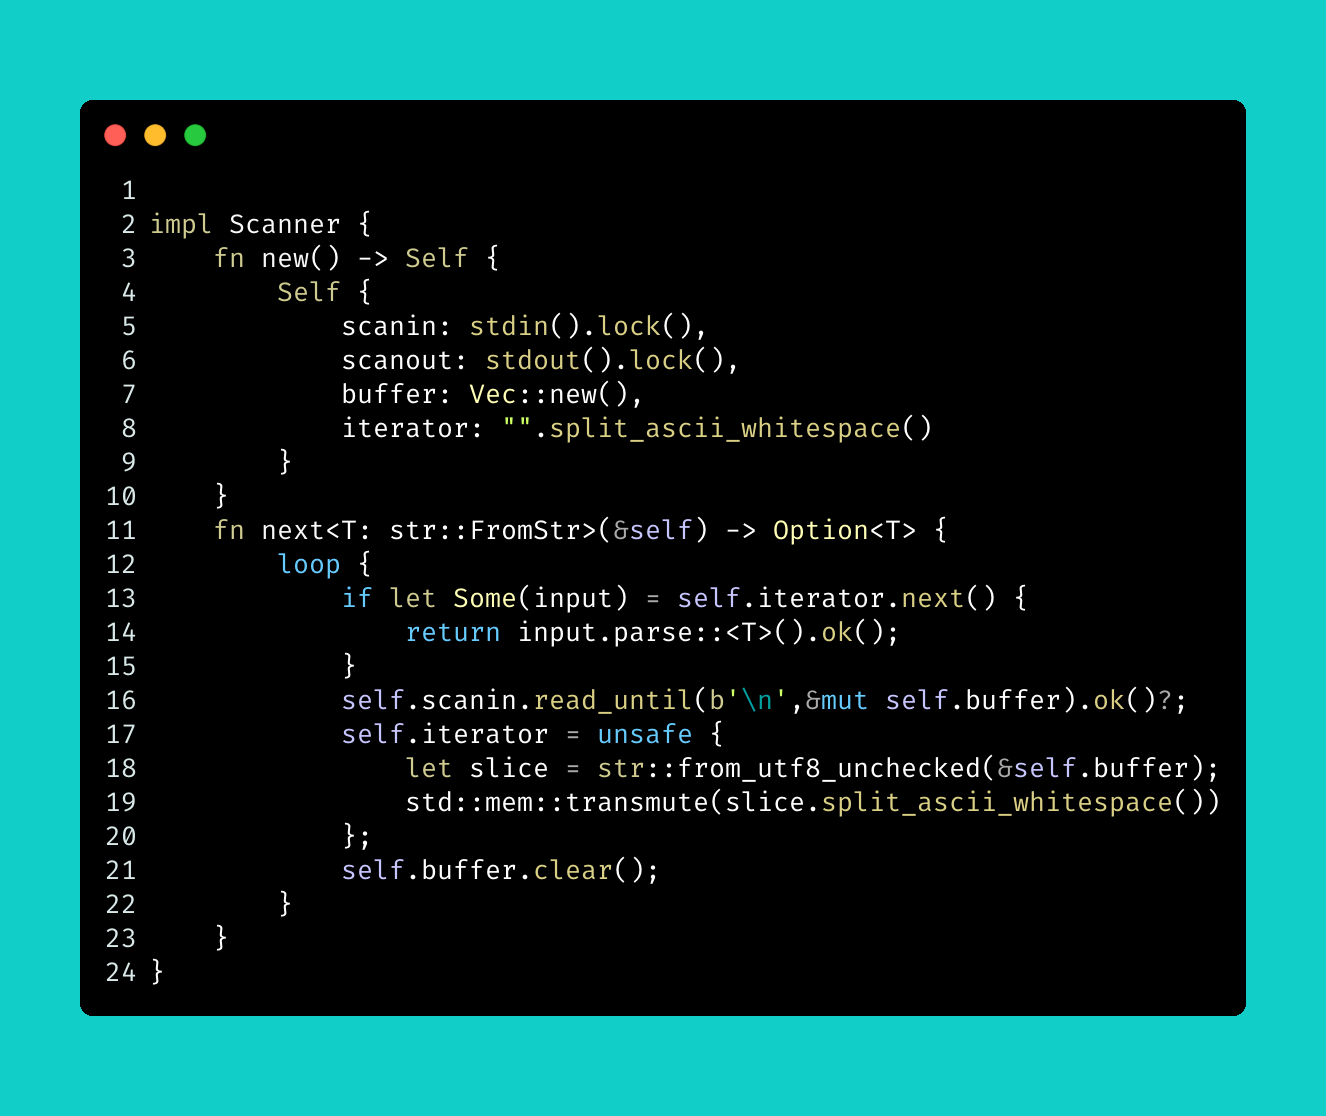 1
2 impl Scanner {
3     fn new() -> Self {
4         Self {
5             scanin: stdin().lock(),
6             scanout: stdout().lock(),
7             buffer: Vec::new(),
8             iterator: "".split_ascii_whitespace()
9         }
10     }
11     fn next<T: str::FromStr>(&self) -> Option<T> {
12         loop {
13             if let Some(input) = self.iterator.next() {
14                 return input.parse::<T>().ok();
15             }
16             self.scanin.read_until(b'\n',&mut self.buffer).ok()?;
17             self.iterator = unsafe {
18                 let slice = str::from_utf8_unchecked(&self.buffer);
19                 std::mem::transmute(slice.split_ascii_whitespace())
20             };
21             self.buffer.clear();
22         }
23     }
24 }